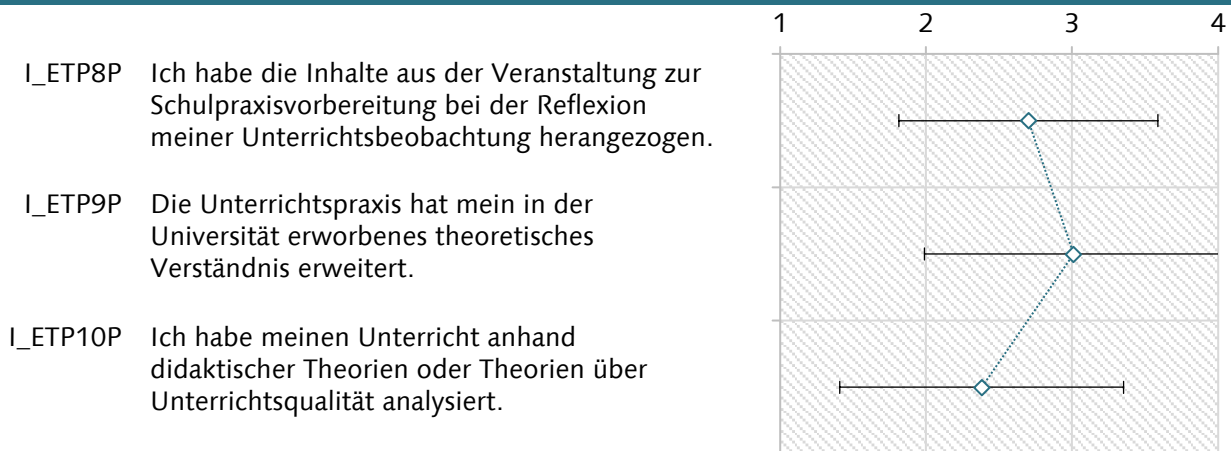 1 2 3 4
I_ETP8P Ich habe die Inhalte aus der Veranstaltung zur
Schulpraxisvorbereitung bei der Reflexion
meiner Unterrichtsbeobachtung herangezogen.
I_ETP9P Die Unterrichtspraxis hat mein in der
Universität erworbenes theoretisches
Verständnis erweitert.
I_ETP10P Ich habe meinen Unterricht anhand
didaktischer Theorien oder Theorien über
Unterrichtsqualität analysiert.